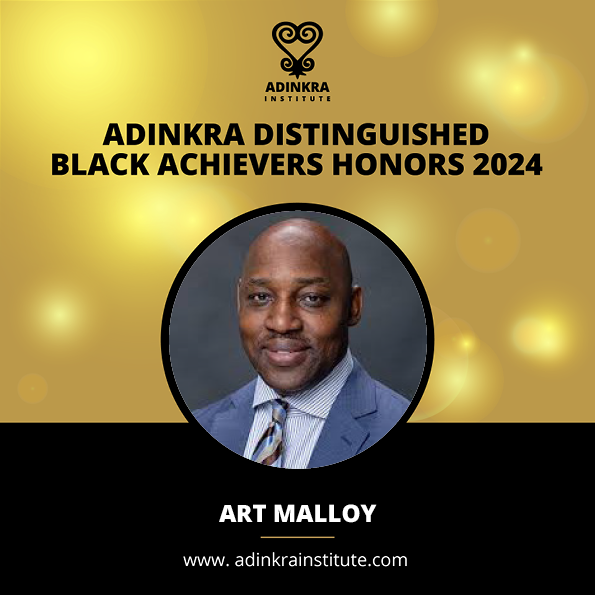 ADINKRA
INSTITUTE
ADINKRA DISTINGUISHED
BLACK ACHIEVERS HONORS 2024
ART MALLOY
www. adinkrainstitute.com